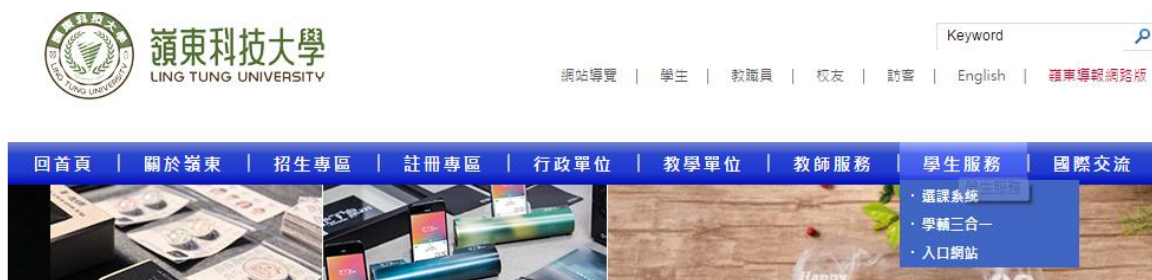 嶺東科技大學
LING TUNG UNIVERSITY
Keyword
網站導覽 | 學生 | 教職員 | 校友 | 訪客 | English | 嶺東導報網路版
回首頁 | 關於嶺東 | 招生專區 | 註冊專區 | 行政單位 | 教學單位 | 教師服務 | 學生服務 | 國際交流
· 選課系統
· 學輔三合一
· 入口網站
Happy